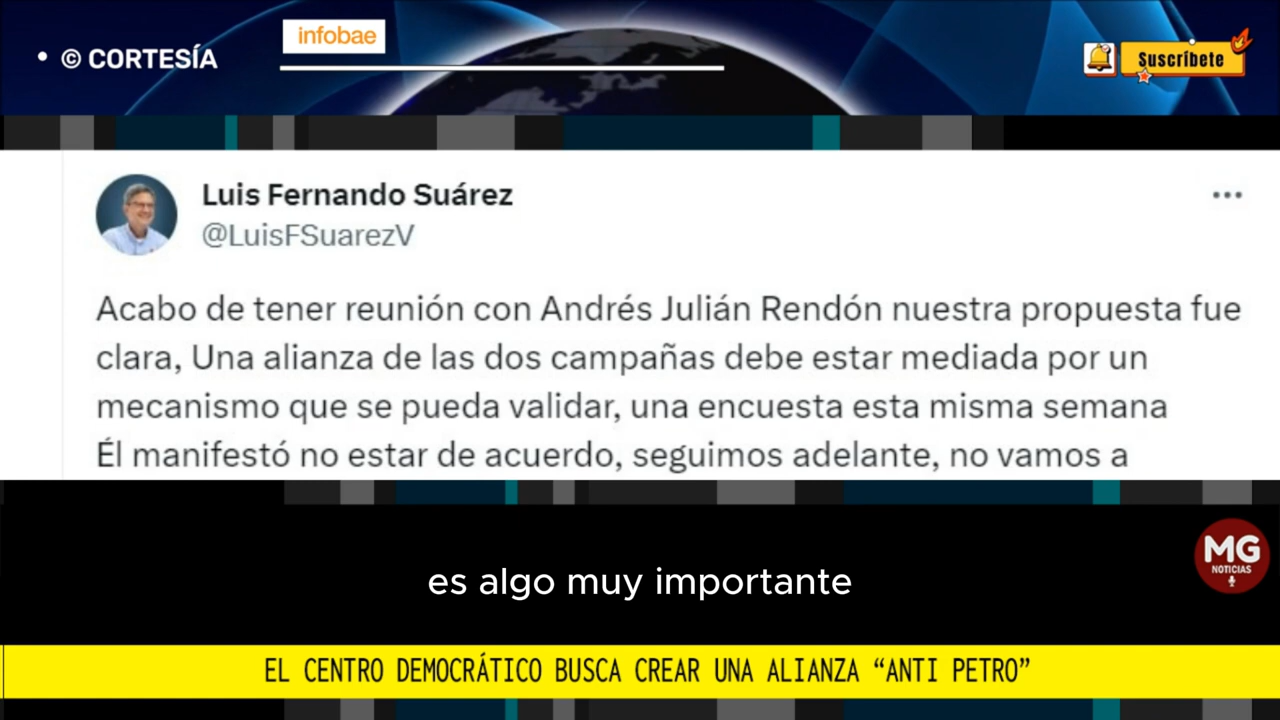 • © CORTESÍA
infobae
Suscríbete
Luis Fernando Suárez
@LuisFSuarezV
Acabo de tener reunión con Andrés Julián Rendón nuestra propuesta fue
clara, Una alianza de las dos campañas debe estar mediada por un
mecanismo que se pueda validar, una encuesta esta misma semana
Él manifestó no estar de acuerdo, seguimos adelante, no vamos a
es algo muy importante
MG
NOTICIAS
EL CENTRO DEMOCRÁTICO BUSCA CREAR UNA ALIANZA “ANTI PETRO”